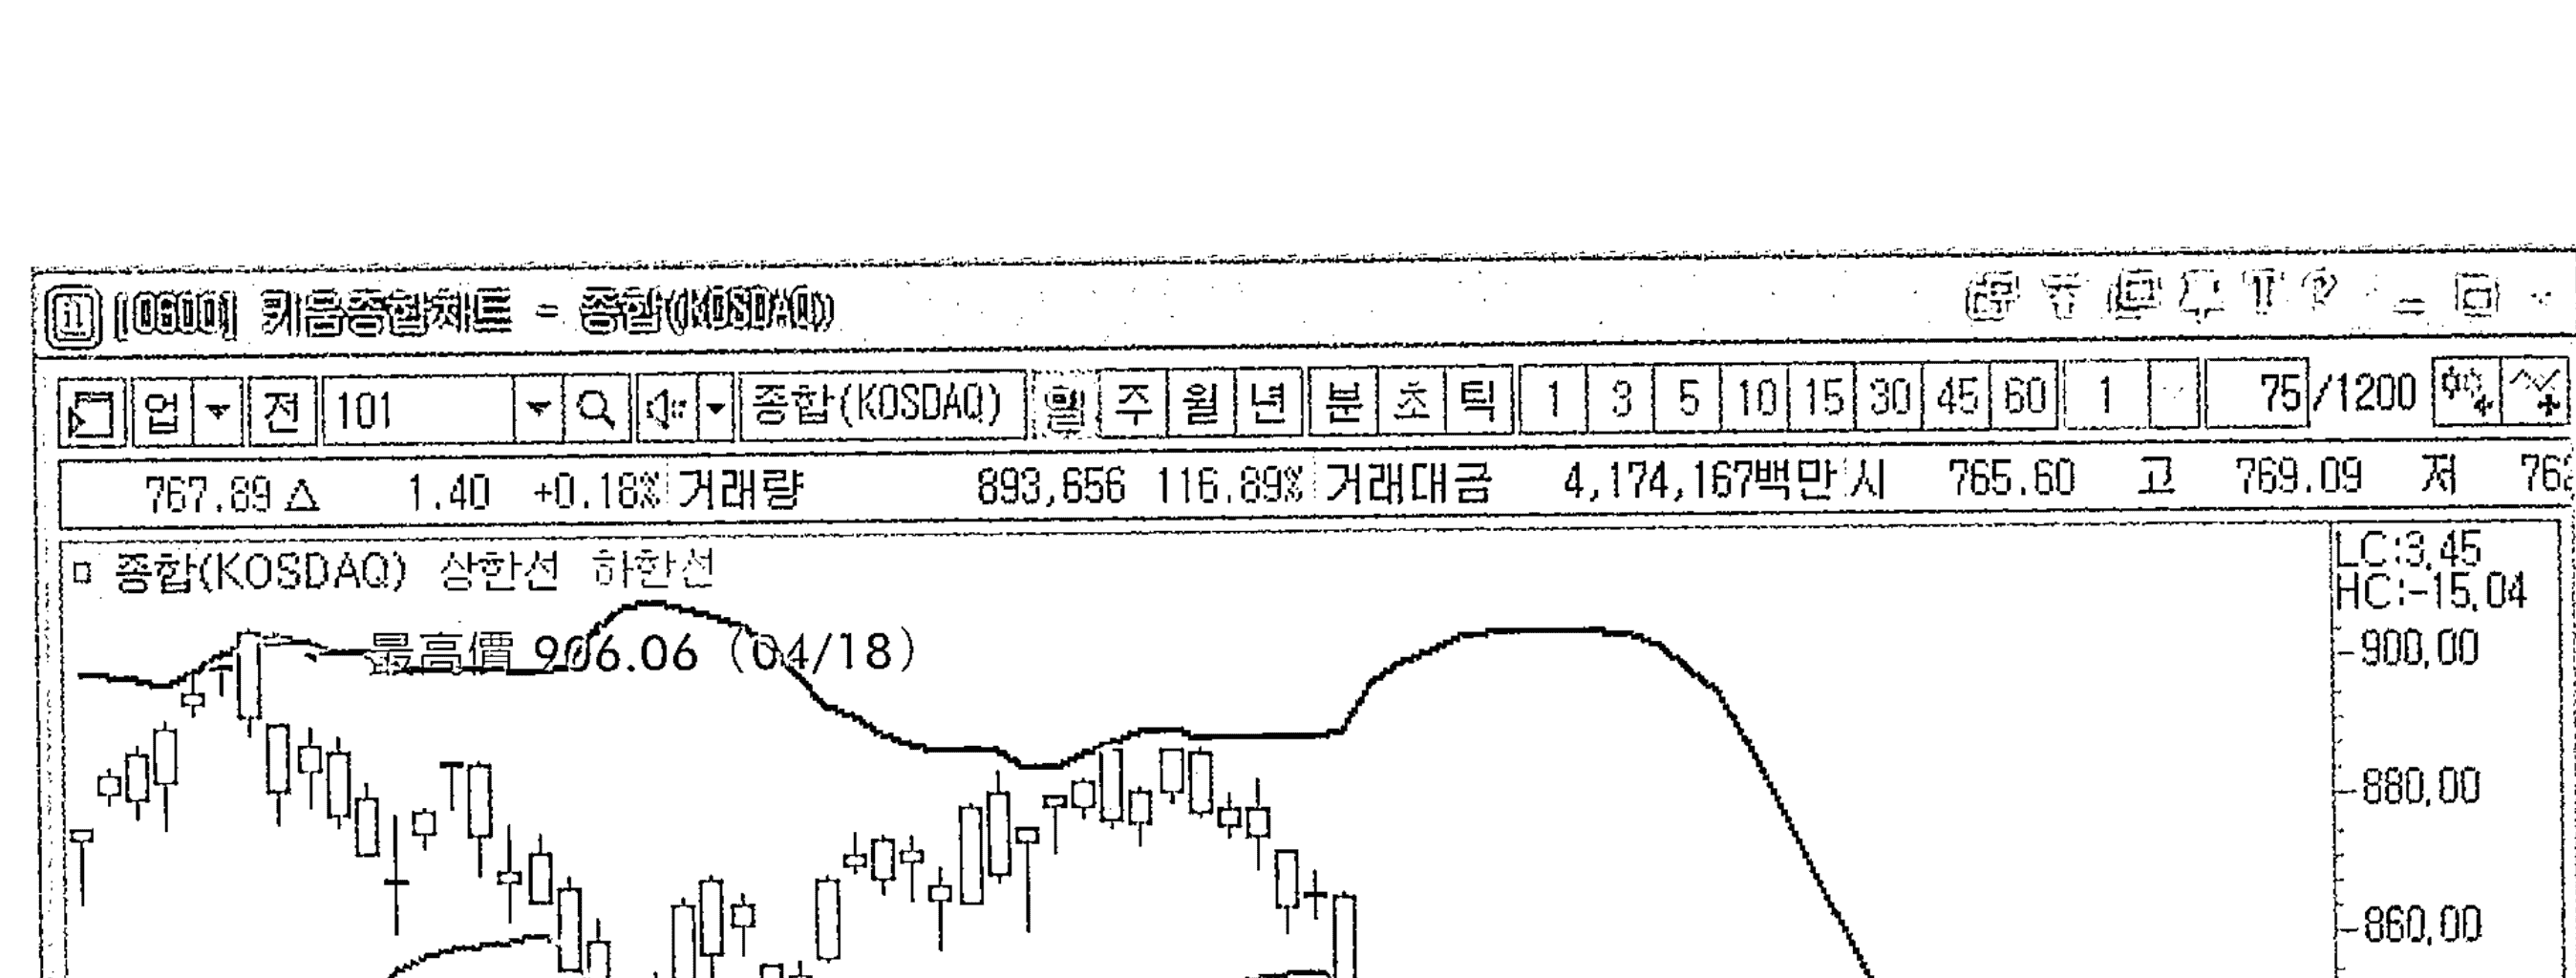 [0600] 키움종합차트 - 종합(KOSDAQ)
업 전 101 종합(KOSDAQ) 일 주 월 년 분 초 틱 1 3 5 10 15 30 45 60 1 75/1200
767.89 △ 1.40 +0.18% 거래량 893,656 116.89% 거래대금 4,174,167백만 시 765.60 고 769.09 저
종합(KOSDAQ) 상한선 하한선
LC:3.45
HC:-15.04
最高價 906.06 (04/18)
900.00
880.00
860.00